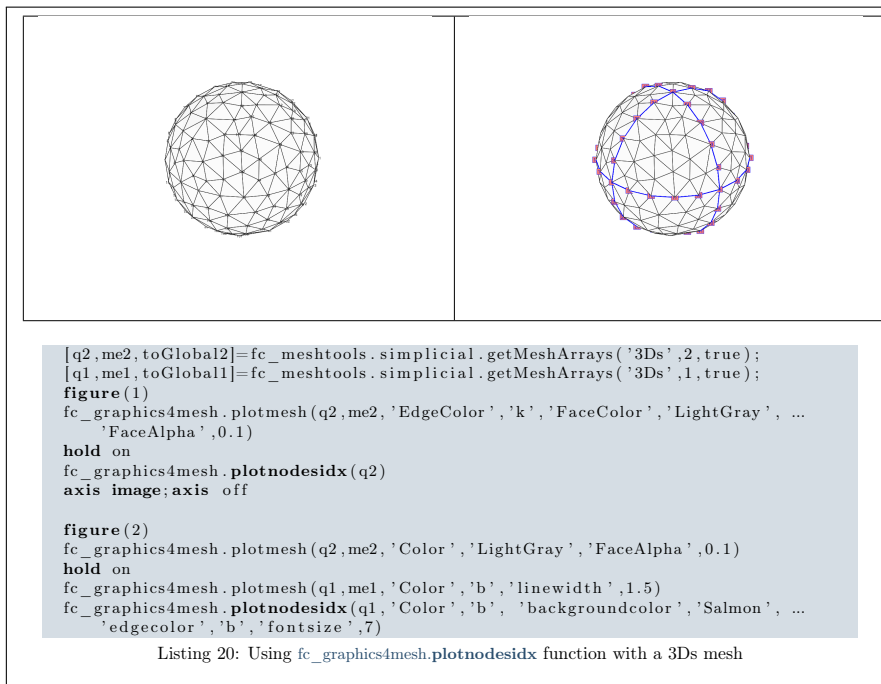 [q2,me2,toGlobal2]=fc_meshtools.simplicial.getMeshArrays('3Ds',2,true);
[q1,me1,toGlobal1]=fc_meshtools.simplicial.getMeshArrays('3Ds',1,true);
figure(1)
fc_graphics4mesh.plotmesh(q2,me2,'EdgeColor','k','FaceColor','LightGray', ...
'FaceAlpha',0.1)
hold on
fc_graphics4mesh.plotnodesidx(q2)
axis image;axis off
figure(2)
fc_graphics4mesh.plotmesh(q2,me2,'Color','LightGray','FaceAlpha',0.1)
hold on
fc_graphics4mesh.plotmesh(q1,me1,'Color','b','linewidth',1.5)
fc_graphics4mesh.plotnodesidx(q1,'Color','b', 'backgroundcolor','Salmon', ...
'edgecolor','b','fontsize',7)
Listing 20: Using fc_graphics4mesh.plotnodesidx function with a 3Ds mesh